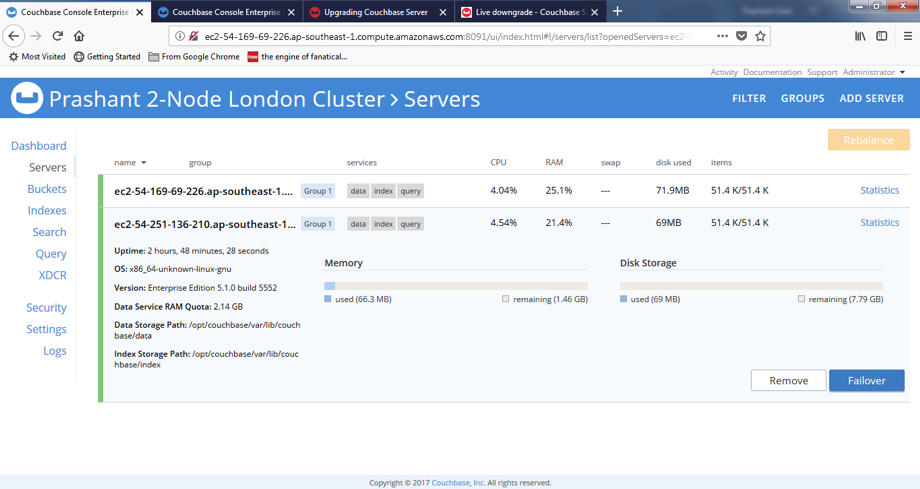 Couchbase Console Enterprise
Couchbase Console Enterprise
Upgrading Couchbase Server
Live downgrade - Couchbase S
ec2-54-169-69-226.ap-southeast-1.compute.amazonaws.com:8091/ui/index.html#!/servers/list?openedServers=ec2-
Most Visited
Getting Started
From Google Chrome
the engine of fanatical...
Activity Documentation Support Administrator
Prashant 2-Node London Cluster > Servers
FILTER GROUPS ADD SERVER
Dashboard
Servers
Buckets
Indexes
Search
Query
XDCR
Security
Settings
Logs
Rebalance
name group services CPU RAM swap disk used items
ec2-54-169-69-226.ap-southeast-1.... Group 1 data index query 4.04% 25.1% --- 71.9MB 51.4 K/51.4 K Statistics
ec2-54-251-136-210.ap-southeast-1... Group 1 data index query 4.54% 21.4% --- 69MB 51.4 K/51.4 K Statistics
Uptime: 2 hours, 48 minutes, 28 seconds
OS: x86_64-unknown-linux-gnu
Version: Enterprise Edition 5.1.0 build 5552
Data Service RAM Quota: 2.14 GB
Data Storage Path: /opt/couchbase/var/lib/couch
base/data
Index Storage Path: /opt/couchbase/var/lib/couc
hbase/index
Memory
used (66.3 MB) remaining (1.46 GB)
Disk Storage
used (69 MB) remaining (7.79 GB)
Remove
Failover
Copyright © 2017 Couchbase, Inc. All rights reserved.